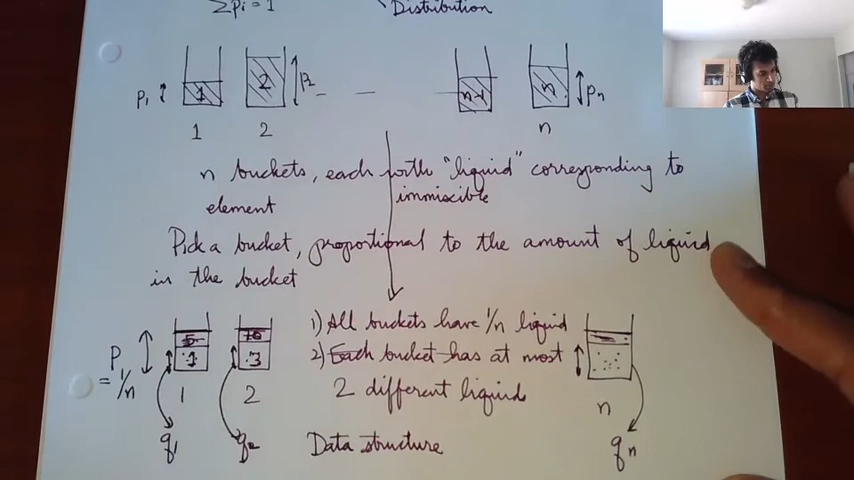 Σpi = 1
Distribution
p1 1 2 p2 n-1 n pn
1 2 n
n buckets, each with "liquid" corresponding to
immiscible
element
Pick a bucket, proportional to the amount of liquid
in the bucket
1) All buckets have 1/n liquid
2) Each bucket has at most
2 different liquid
P = 1/n
1 3
1 2 n
q1 q2 Data structure qn